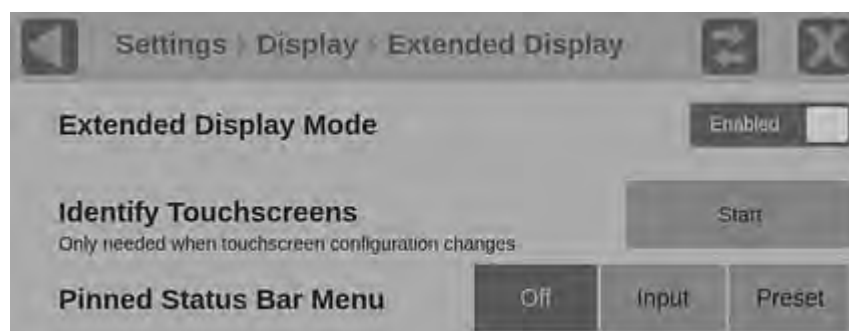 Settings › Display › Extended Display
Extended Display Mode
Enabled
Identify Touchscreens
Only needed when touchscreen configuration changes
Start
Pinned Status Bar Menu
Off
Input
Preset